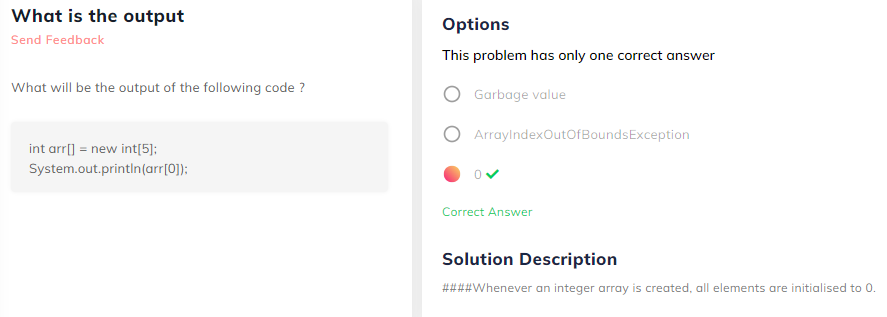 What is the output
Send Feedback
What will be the output of the following code ?
int arr[] = new int[5];
System.out.println(arr[0]);
Options
This problem has only one correct answer
Garbage value
ArrayIndexOutOfBoundsException
0
Correct Answer
Solution Description
####Whenever an integer array is created, all elements are initialised to 0.